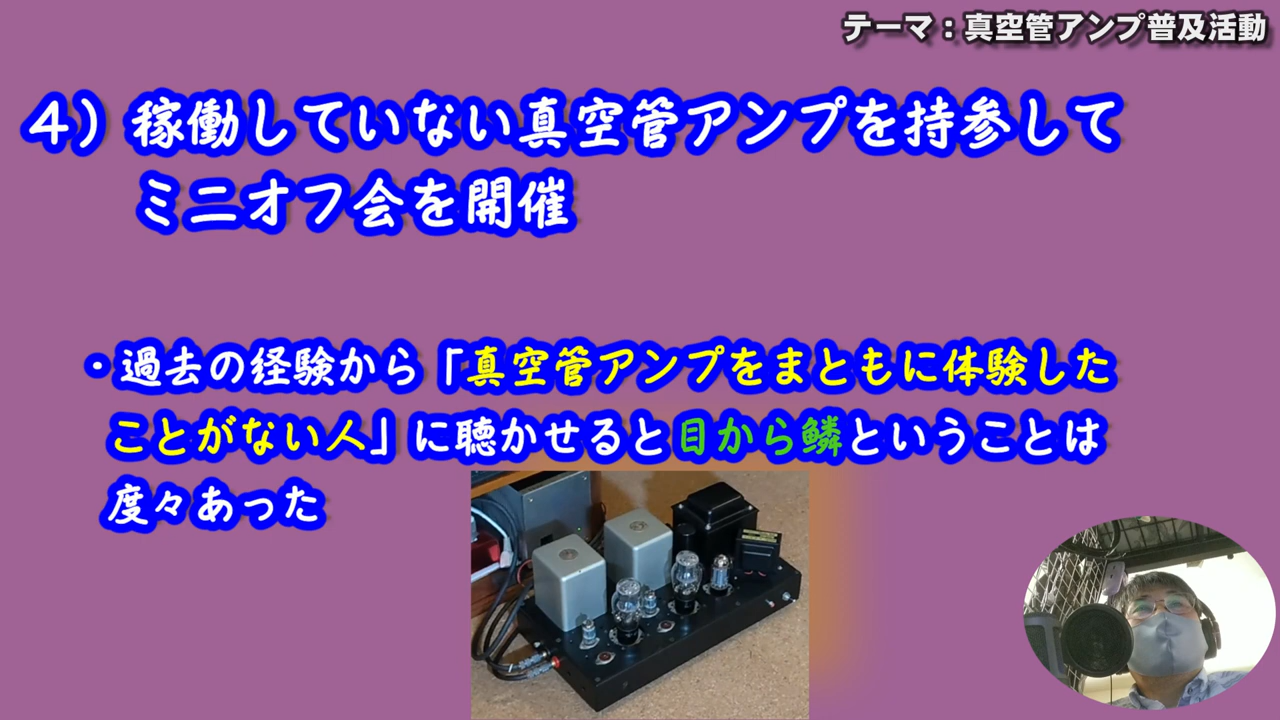 テーマ：真空管アンプ普及活動
４）稼働していない真空管アンプを持参して
ミニオフ会を開催
・過去の経験から「真空管アンプをまともに体験した
ことがない人」に聴かせると目から鱗ということは
度々あった